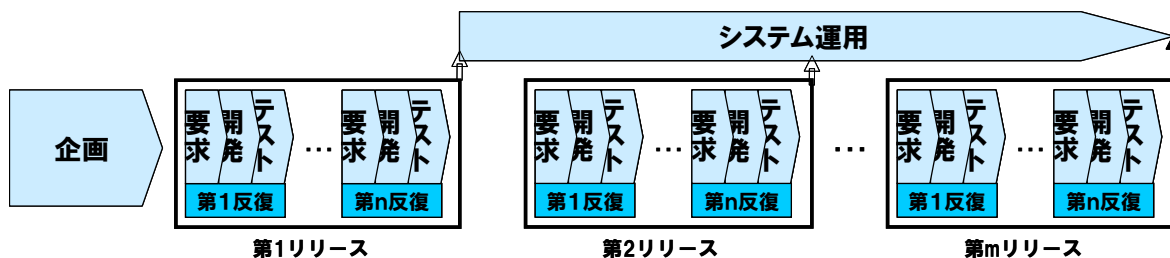 システム運用
企画
要求
開発
テスト
…
要求
開発
テスト
第1反復
第n反復
第1リリース
要求
開発
テスト
…
要求
開発
テスト
第1反復
第n反復
第2リリース
…
要求
開発
テスト
…
要求
開発
テスト
第1反復
第n反復
第mリリース